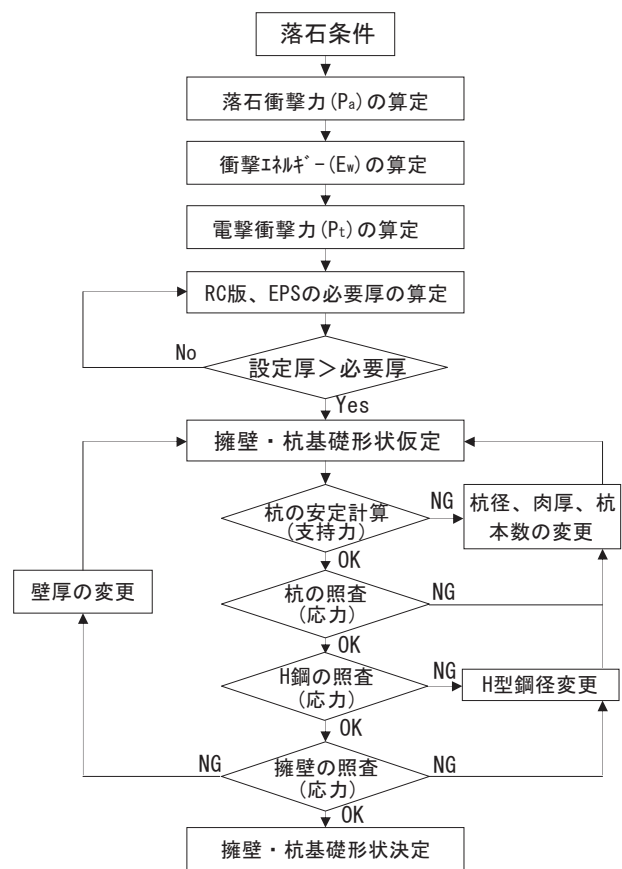 落石条件
落石衝撃力(Pa)の算定
衝撃ｴﾈﾙｷﾞｰ(Ew)の算定
電撃衝撃力(Pt)の算定
RC版、EPSの必要厚の算定
No
設定厚＞必要厚
Yes
擁壁・杭基礎形状仮定
杭の安定計算
(支持力)
NG
杭径、肉厚、杭
本数の変更
OK
壁厚の変更
杭の照査
(応力)
NG
OK
H鋼の照査
(応力)
NG
H型鋼径変更
OK
NG
擁壁の照査
(応力)
NG
OK
擁壁・杭基礎形状決定